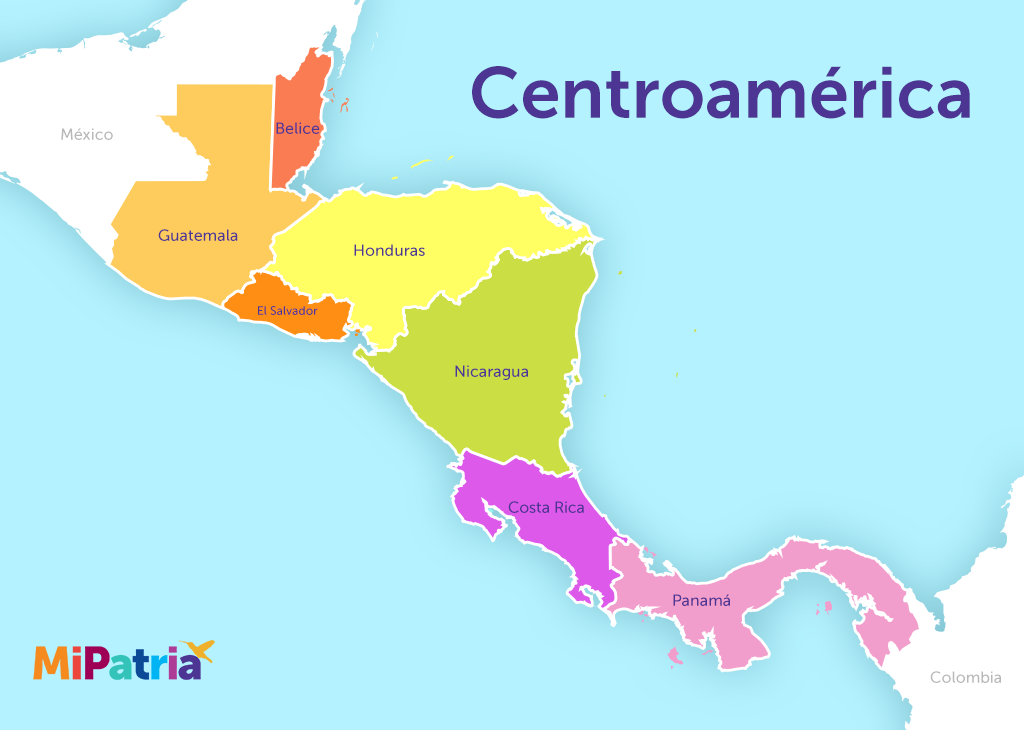 Centroamérica
México
Belice
Guatemala
Honduras
El Salvador
Nicaragua
Costa Rica
Panamá
Colombia
MiPatria